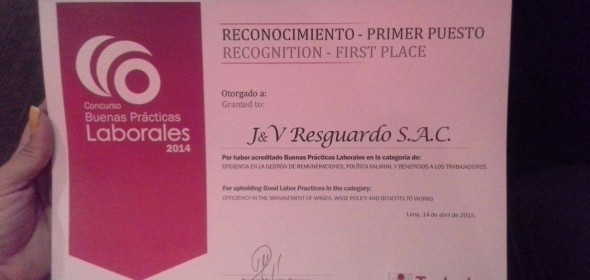 RECONOCIMIENTO - PRIMER PUESTO
RECOGNITION - FIRST PLACE
Concurso
Buenas Prácticas
Laborales
2014
Otorgado a:
Granted to:
J&V Resguardo S.A.C.
Por haber acreditado Buenas Prácticas Laborales en la categoría de:
EFICIENCIA EN LA GESTIÓN DE REMUNERACIONES, POLÍTICA SALARIAL Y BENEFICIOS A LOS TRABAJADORES.
For upholding Good Labor Practices in the category:
EFFICIENCY IN THE MANAGEMENT OF WAGES, WAGE POLICY AND BENEFITS TO WORKS
Lima, 14 de abril de 2015.